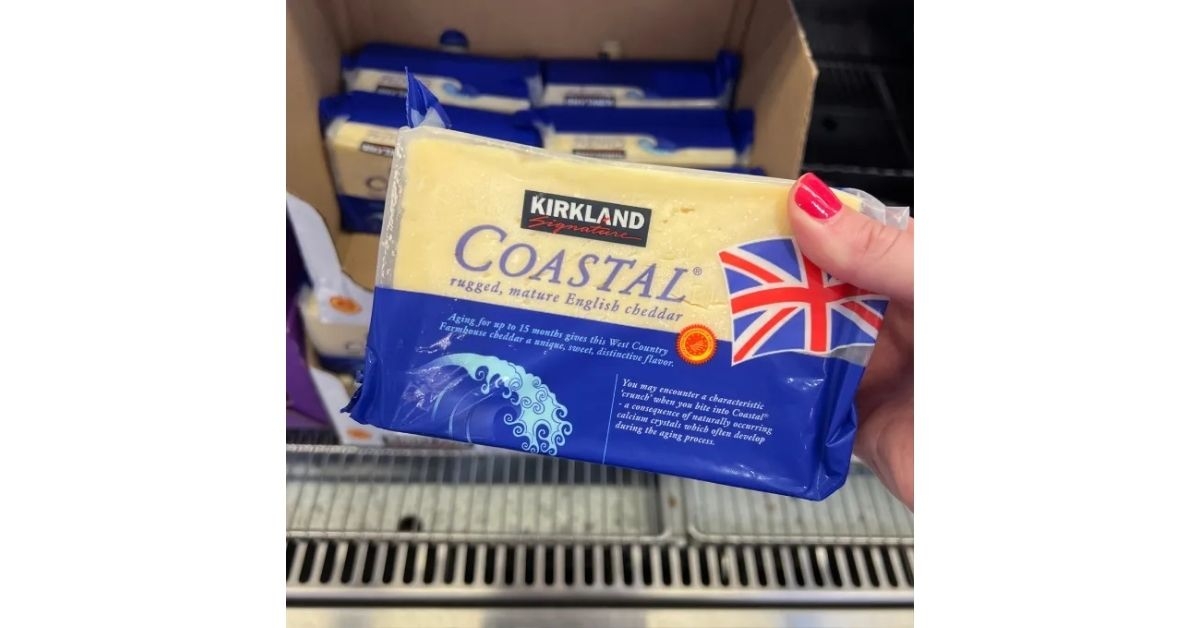 KIRKLAND
Signature
COASTAL®
rugged, mature English cheddar
Aging for up to 15 months gives this West Country
Farmhouse cheddar a unique, sweet, distinctive flavor.
You may encounter a characteristic
'crunch' when you bite into Coastal®
- a consequence of naturally occurring
calcium crystals which often develop
during the aging process.